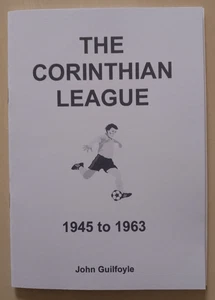 THE
CORINTHIAN
LEAGUE
1945 to 1963
John Guilfoyle